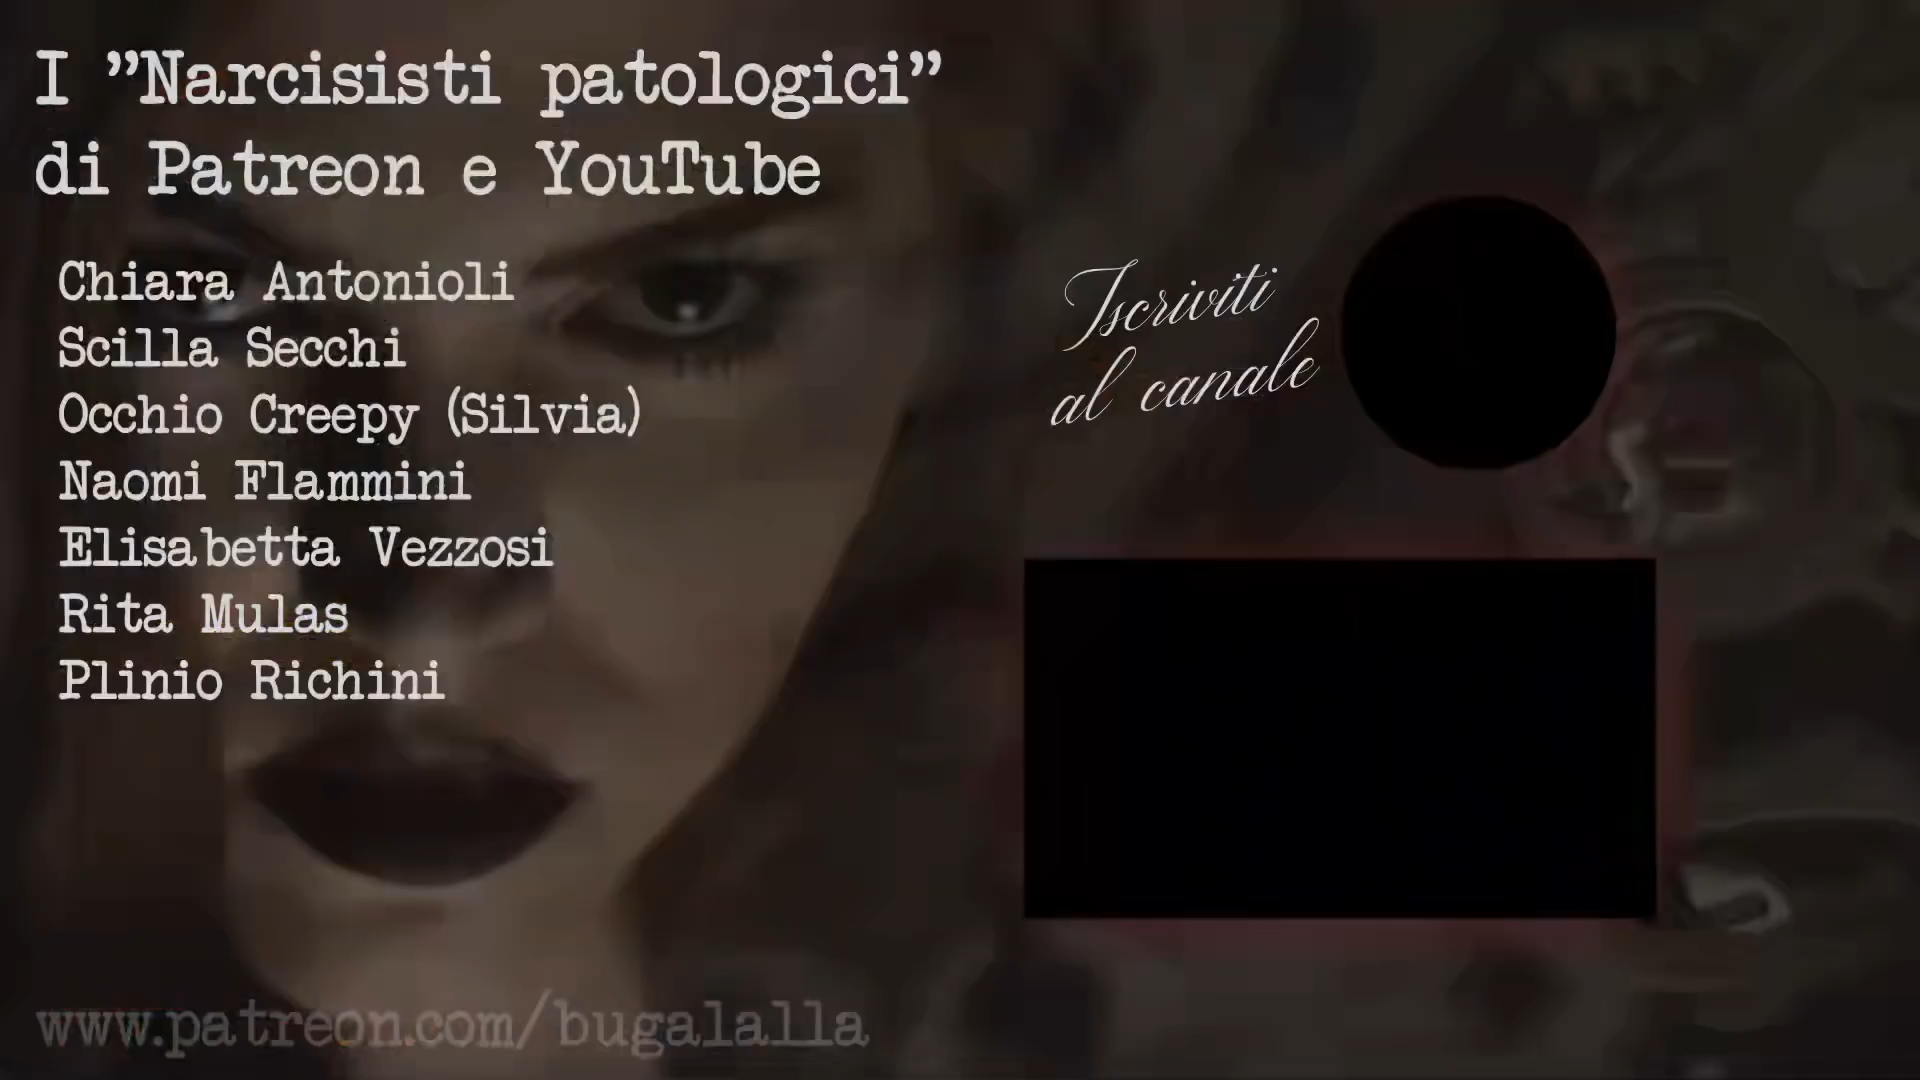 I ”Narcisisti patologici”
di Patreon e YouTube
Chiara Antonioli
Scilla Secchi
Occhio Creepy (Silvia)
Naomi Flammini
Elisabetta Vezzosi
Rita Mulas
Plinio Richini
Iscriviti
al canale
www.patreon.com/bugalalla